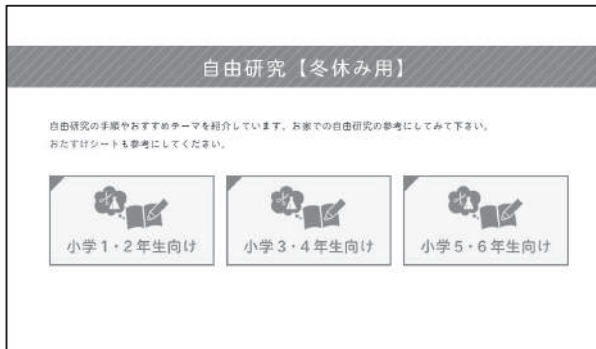 自由研究【冬休み用】
自由研究の手順やおすすめテーマを紹介しています。お家での自由研究の参考にしてみて下さい。
おたすけシートも参考にしてください。
小学1・2年生向け
小学3・4年生向け
小学5・6年生向け